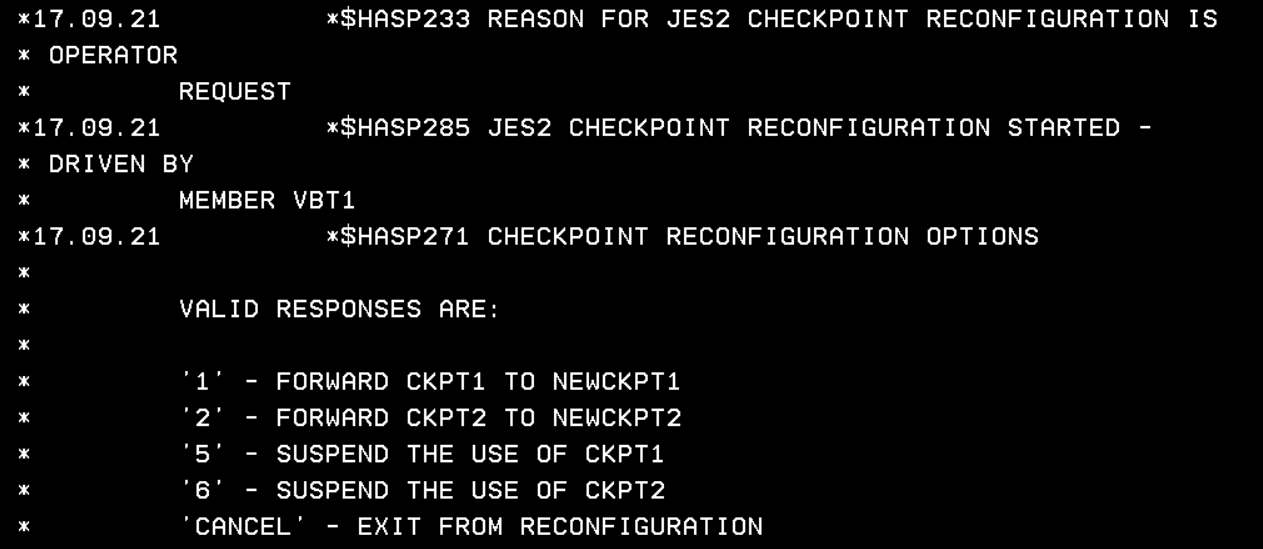 *17.09.21           *$HASP233 REASON FOR JES2 CHECKPOINT RECONFIGURATION IS
* OPERATOR
*         REQUEST
*17.09.21           *$HASP285 JES2 CHECKPOINT RECONFIGURATION STARTED -
* DRIVEN BY
*         MEMBER VBT1
*17.09.21           *$HASP271 CHECKPOINT RECONFIGURATION OPTIONS
*
*         VALID RESPONSES ARE:
*
*         '1' - FORWARD CKPT1 TO NEWCKPT1
*         '2' - FORWARD CKPT2 TO NEWCKPT2
*         '5' - SUSPEND THE USE OF CKPT1
*         '6' - SUSPEND THE USE OF CKPT2
*         'CANCEL' - EXIT FROM RECONFIGURATION